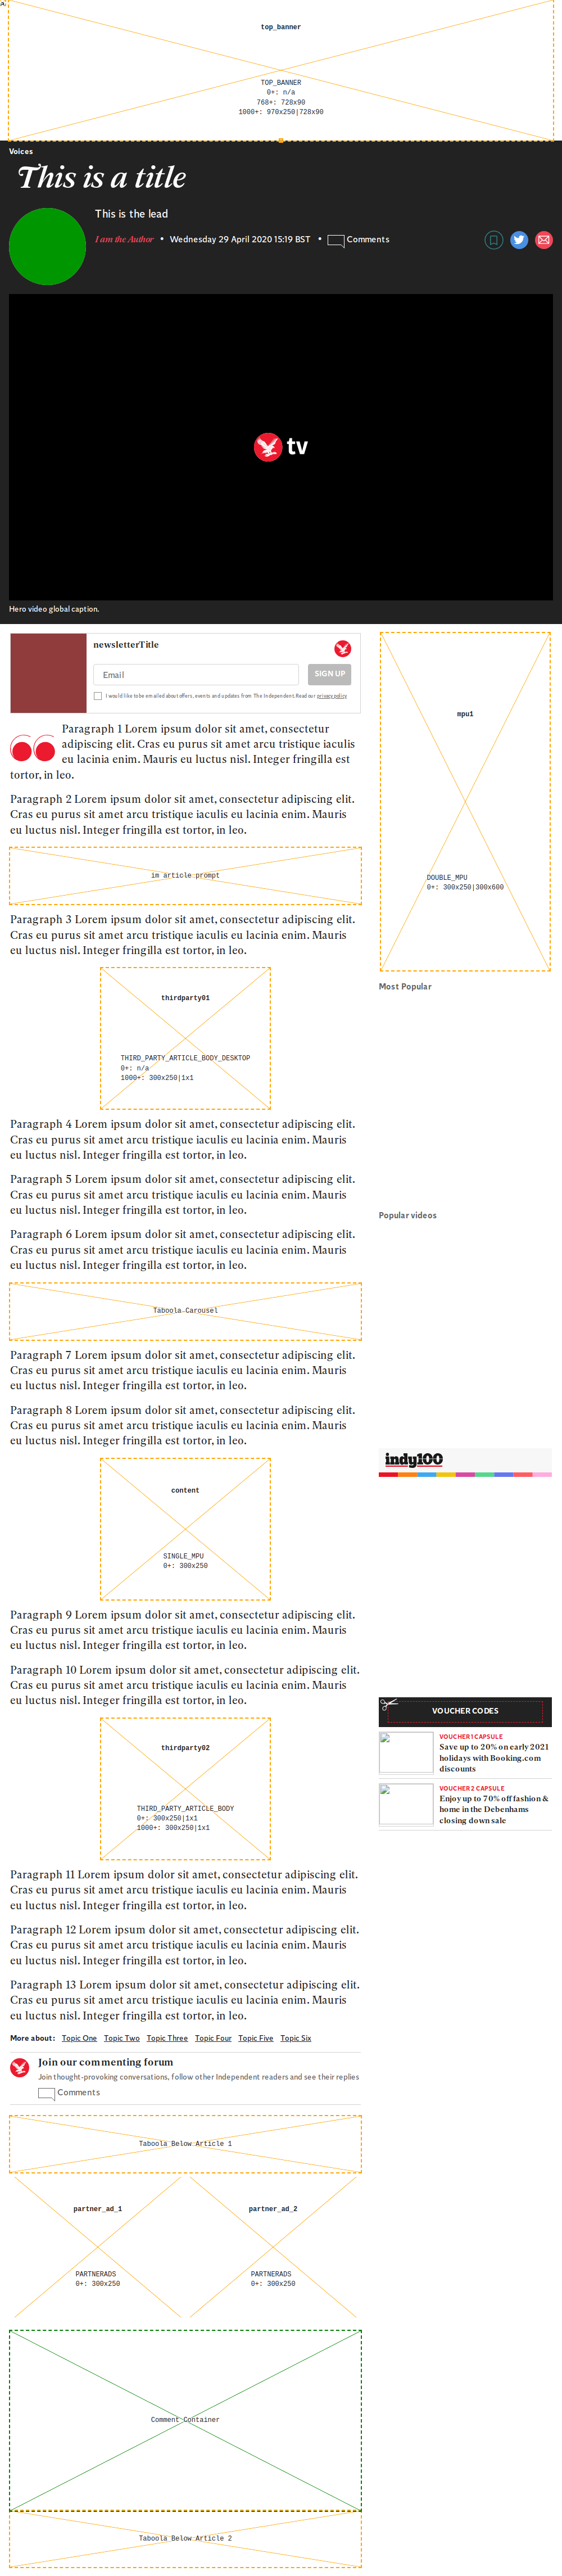 top_banner
TOP_BANNER
0+: n/a
768+: 728x90
1000+: 970x250|728x90
Voices
This is a title
This is the lead
I am the Author • Wednesday 29 April 2020 15:19 BST • Comments
tv
Hero video global caption.
newsletterTitle
Email
SIGN UP
I would like to be emailed about offers, events and updates from The Independent. Read our privacy policy
Paragraph 1 Lorem ipsum dolor sit amet, consectetur
adipiscing elit. Cras eu purus sit amet arcu tristique iaculis
eu lacinia enim. Mauris eu luctus nisl. Integer fringilla est
tortor, in leo.
Paragraph 2 Lorem ipsum dolor sit amet, consectetur adipiscing elit.
Cras eu purus sit amet arcu tristique iaculis eu lacinia enim. Mauris
eu luctus nisl. Integer fringilla est tortor, in leo.
im article prompt
Paragraph 3 Lorem ipsum dolor sit amet, consectetur adipiscing elit.
Cras eu purus sit amet arcu tristique iaculis eu lacinia enim. Mauris
eu luctus nisl. Integer fringilla est tortor, in leo.
thirdparty01
THIRD_PARTY_ARTICLE_BODY_DESKTOP
0+: n/a
1000+: 300x250|1x1
Paragraph 4 Lorem ipsum dolor sit amet, consectetur adipiscing elit.
Cras eu purus sit amet arcu tristique iaculis eu lacinia enim. Mauris
eu luctus nisl. Integer fringilla est tortor, in leo.
Paragraph 5 Lorem ipsum dolor sit amet, consectetur adipiscing elit.
Cras eu purus sit amet arcu tristique iaculis eu lacinia enim. Mauris
eu luctus nisl. Integer fringilla est tortor, in leo.
Paragraph 6 Lorem ipsum dolor sit amet, consectetur adipiscing elit.
Cras eu purus sit amet arcu tristique iaculis eu lacinia enim. Mauris
eu luctus nisl. Integer fringilla est tortor, in leo.
Taboola Carousel
Paragraph 7 Lorem ipsum dolor sit amet, consectetur adipiscing elit.
Cras eu purus sit amet arcu tristique iaculis eu lacinia enim. Mauris
eu luctus nisl. Integer fringilla est tortor, in leo.
Paragraph 8 Lorem ipsum dolor sit amet, consectetur adipiscing elit.
Cras eu purus sit amet arcu tristique iaculis eu lacinia enim. Mauris
eu luctus nisl. Integer fringilla est tortor, in leo.
content
SINGLE_MPU
0+: 300x250
Paragraph 9 Lorem ipsum dolor sit amet, consectetur adipiscing elit.
Cras eu purus sit amet arcu tristique iaculis eu lacinia enim. Mauris
eu luctus nisl. Integer fringilla est tortor, in leo.
Paragraph 10 Lorem ipsum dolor sit amet, consectetur adipiscing elit.
Cras eu purus sit amet arcu tristique iaculis eu lacinia enim. Mauris
eu luctus nisl. Integer fringilla est tortor, in leo.
thirdparty02
THIRD_PARTY_ARTICLE_BODY
0+: 300x250|1x1
1000+: 300x250|1x1
Paragraph 11 Lorem ipsum dolor sit amet, consectetur adipiscing elit.
Cras eu purus sit amet arcu tristique iaculis eu lacinia enim. Mauris
eu luctus nisl. Integer fringilla est tortor, in leo.
Paragraph 12 Lorem ipsum dolor sit amet, consectetur adipiscing elit.
Cras eu purus sit amet arcu tristique iaculis eu lacinia enim. Mauris
eu luctus nisl. Integer fringilla est tortor, in leo.
Paragraph 13 Lorem ipsum dolor sit amet, consectetur adipiscing elit.
Cras eu purus sit amet arcu tristique iaculis eu lacinia enim. Mauris
eu luctus nisl. Integer fringilla est tortor, in leo.
More about: Topic One Topic Two Topic Three Topic Four Topic Five Topic Six
Join our commenting forum
Join thought-provoking conversations, follow other Independent readers and see their replies
Comments
Taboola Below Article 1
partner_ad_1
PARTNERADS
0+: 300x250
partner_ad_2
PARTNERADS
0+: 300x250
Comment Container
Taboola Below Article 2
mpu1
DOUBLE_MPU
0+: 300x250|300x600
Most Popular
Popular videos
indy100
VOUCHER CODES
VOUCHER 1 CAPSULE
Save up to 20% on early 2021
holidays with Booking.com
discounts
VOUCHER 2 CAPSULE
Enjoy up to 70% off fashion &
home in the Debenhams
closing down sale